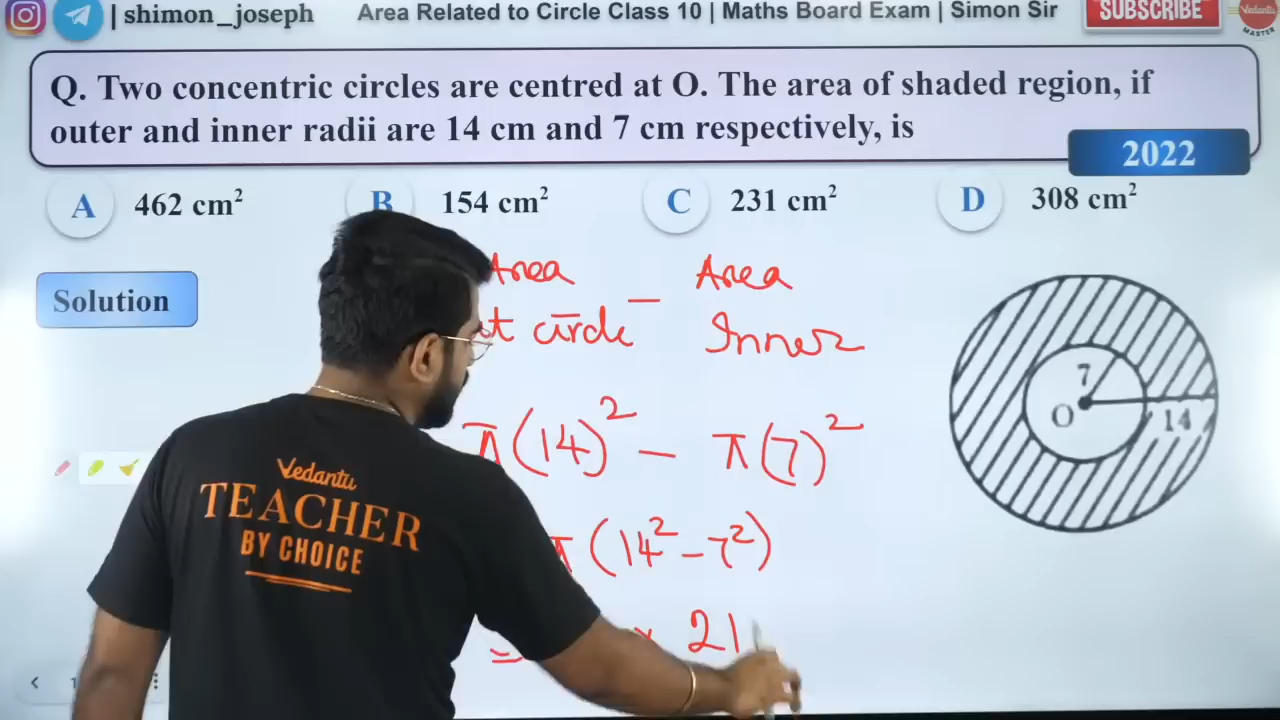 | shimon_joseph Area Related to Circle Class 10 | Maths Board Exam | Simon Sir SUBSCRIBE
Vedantu
MASTER
Q. Two concentric circles are centred at O. The area of shaded region, if
outer and inner radii are 14 cm and 7 cm respectively, is
2022
A 462 cm² B 154 cm² C 231 cm² D 308 cm²
Solution
Area − Area
circle Inner
π(14)² − π(7)²
π(14² − 7²)
= × 21
7
O
14
Vedantu
TEACHER
BY CHOICE